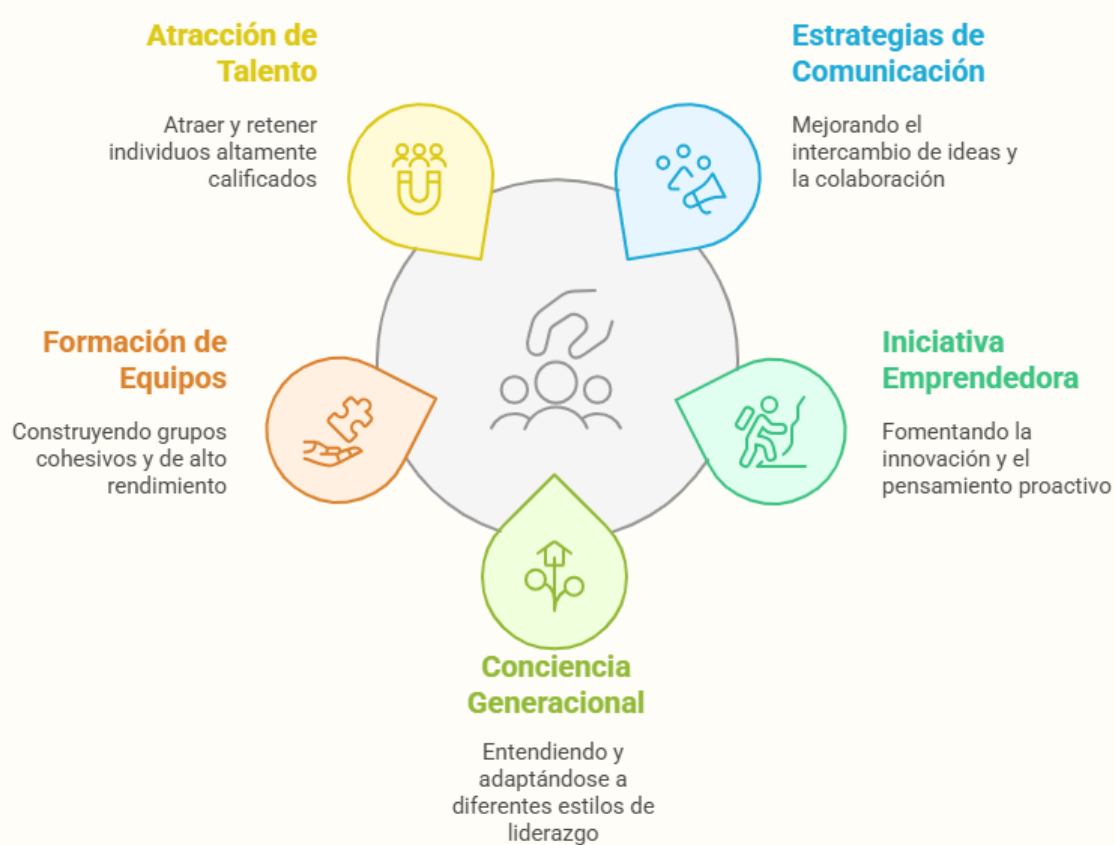 Atracción de
Talento
Atraer y retener
individuos altamente
calificados
Estrategias de
Comunicación
Mejorando el
intercambio de ideas y
la colaboración
Formación de
Equipos
Construyendo grupos
cohesivos y de alto
rendimiento
Iniciativa
Emprendedora
Fomentando la
innovación y el
pensamiento proactivo
Conciencia
Generacional
Entendiendo y
adaptándose a
diferentes estilos de
liderazgo